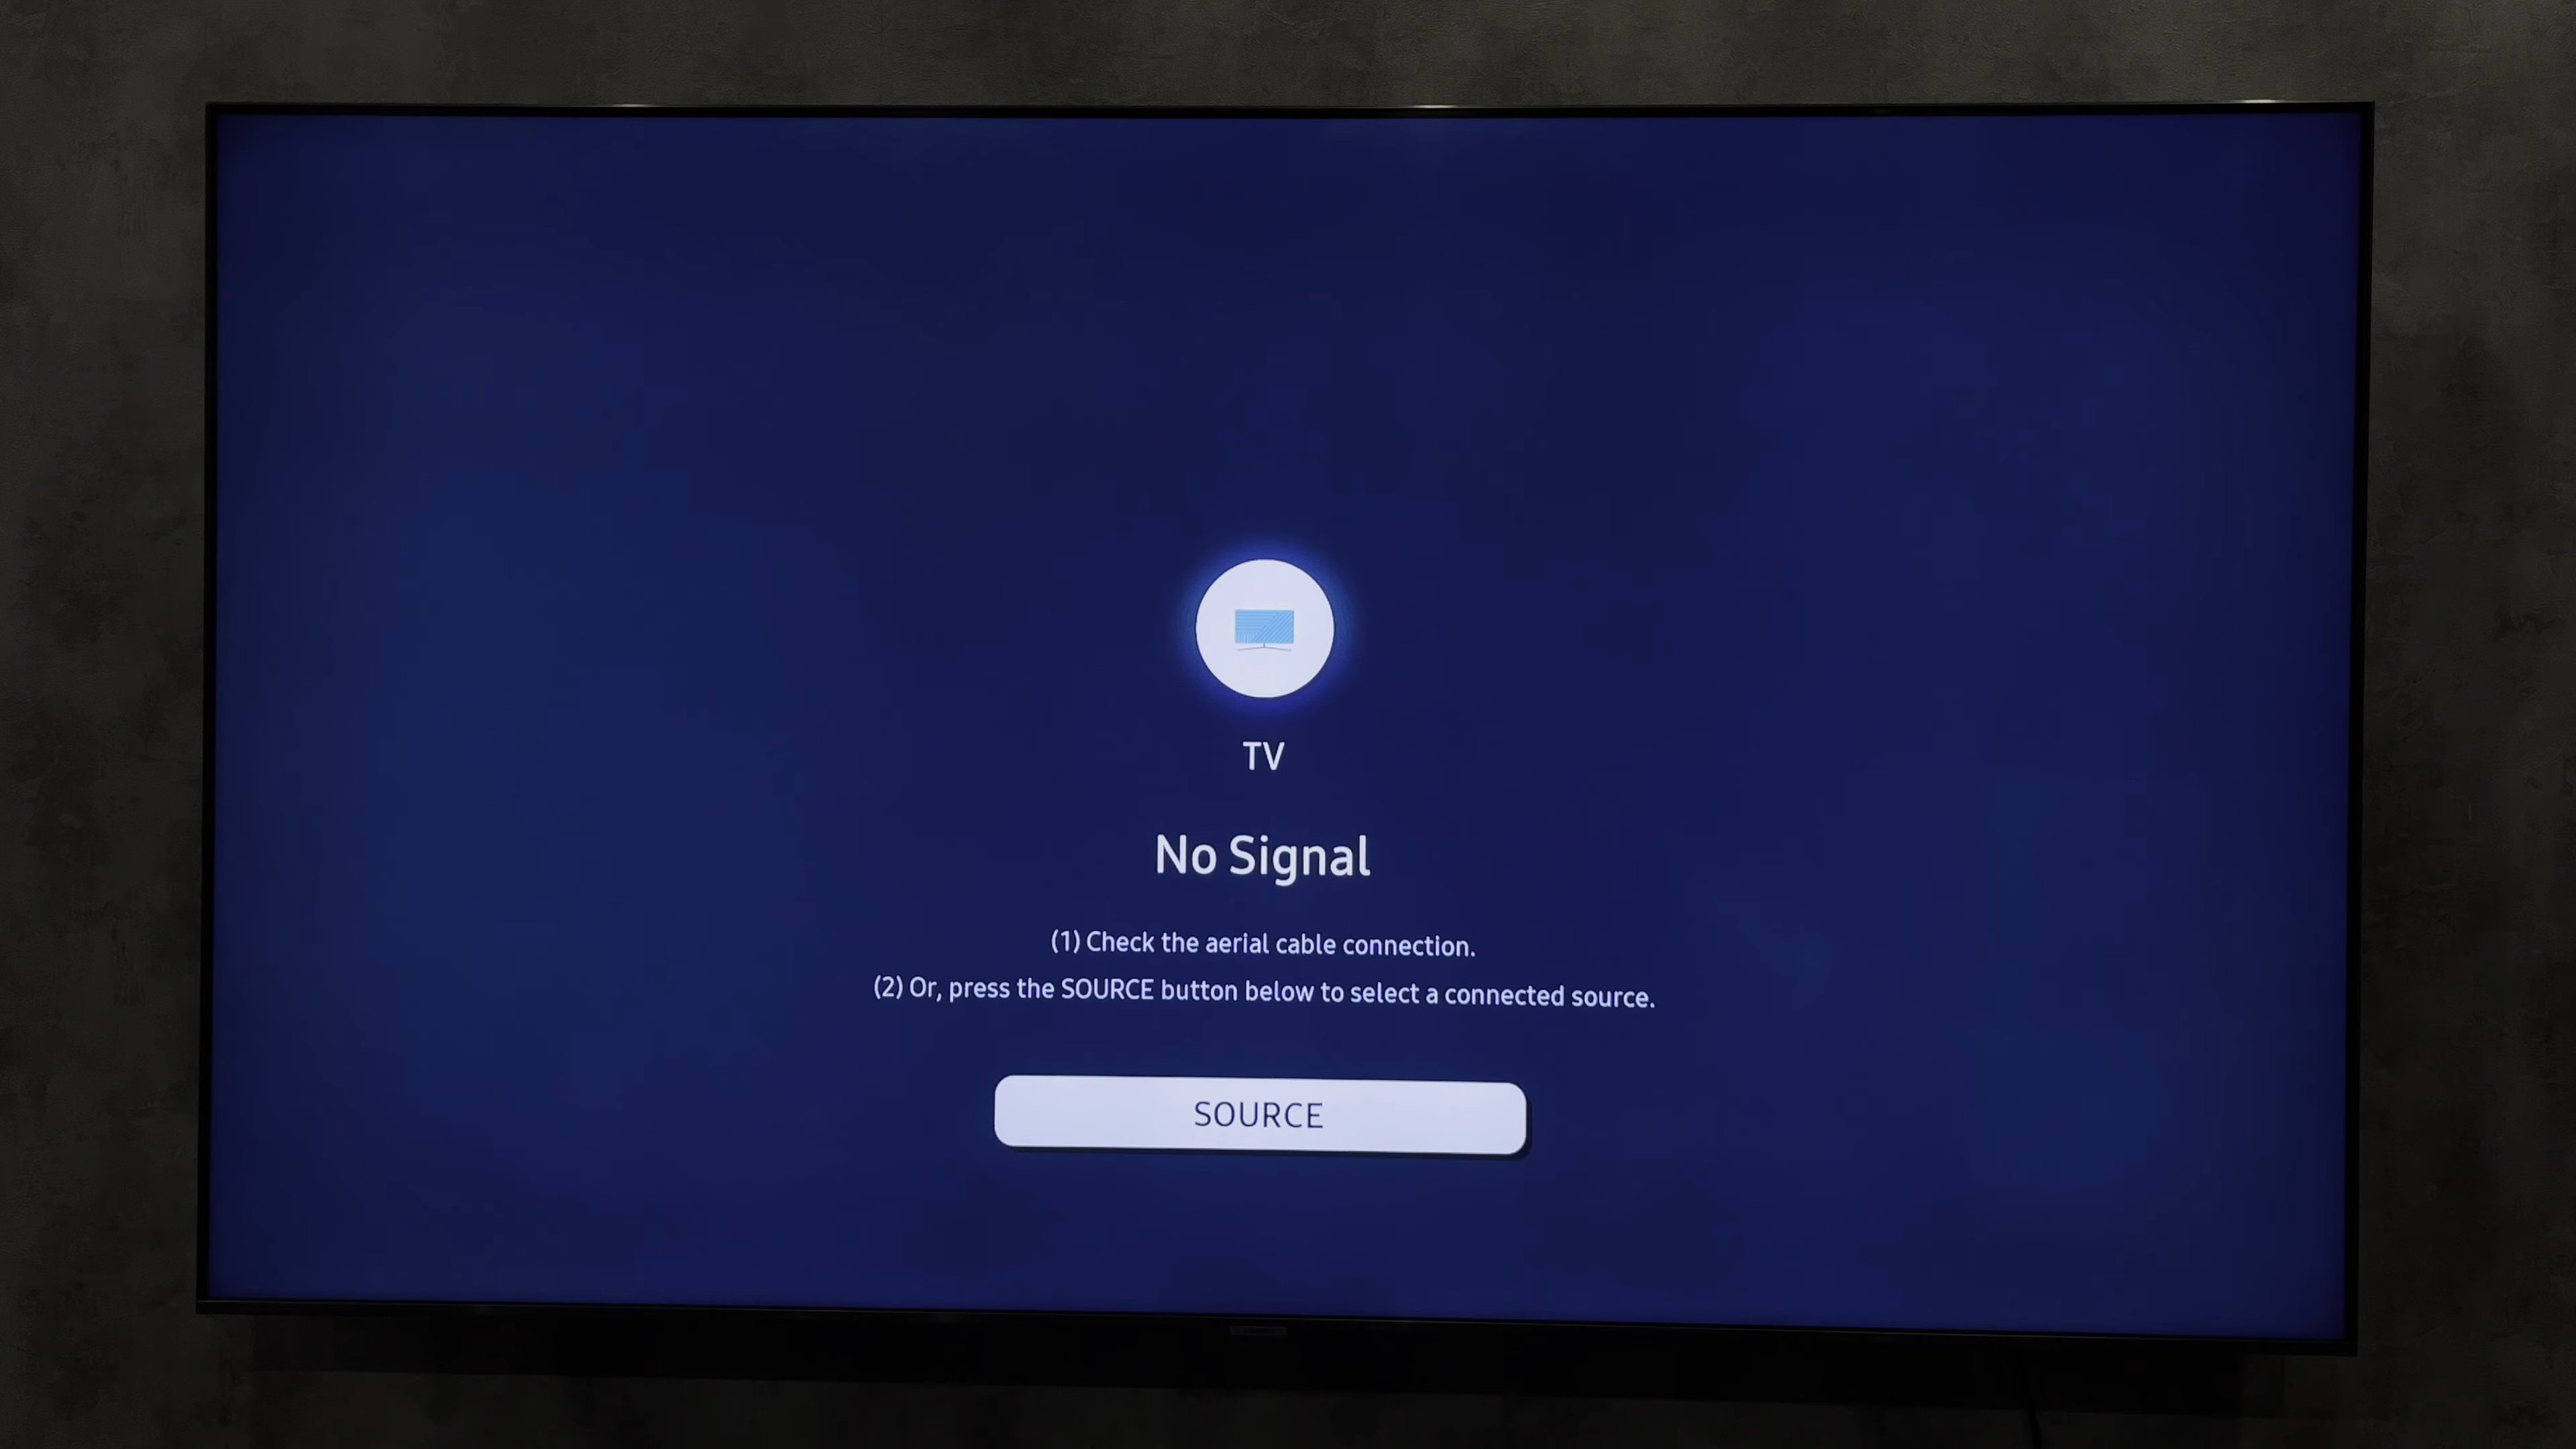 TV
No Signal
(1) Check the aerial cable connection.
(2) Or, press the SOURCE button below to select a connected source.
SOURCE